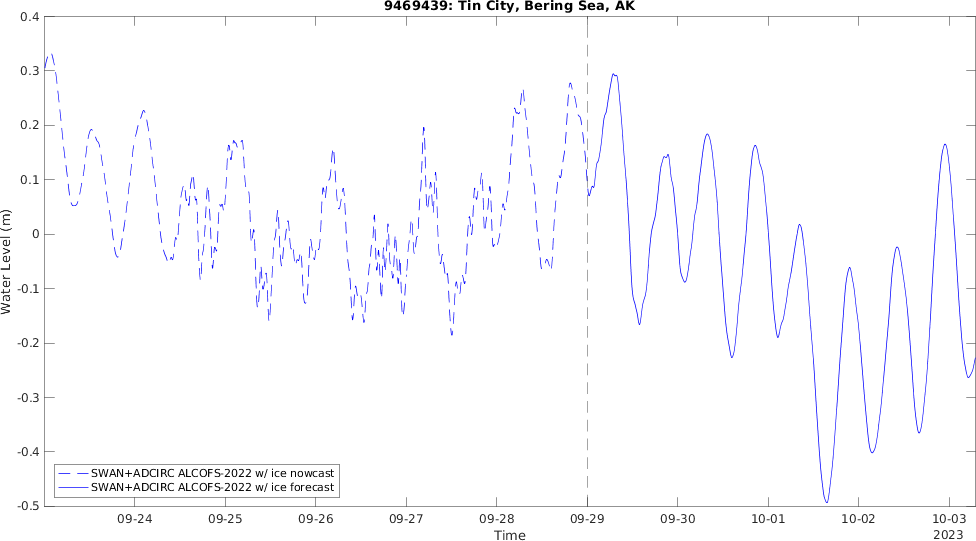 9469439: Tin City, Bering Sea, AK
0.4
0.3
0.2
0.1
0
-0.1
-0.2
-0.3
-0.4
-0.5
Water Level (m)
SWAN+ADCIRC ALCOFS-2022 w/ ice nowcast
SWAN+ADCIRC ALCOFS-2022 w/ ice forecast
09-24 09-25 09-26 09-27 09-28 09-29 09-30 10-01 10-02 10-03
Time
2023